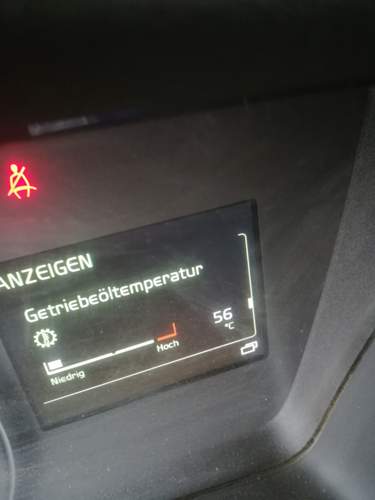 ANZEIGEN
Getriebeöltemperatur
56
°C
Niedrig
Hoch